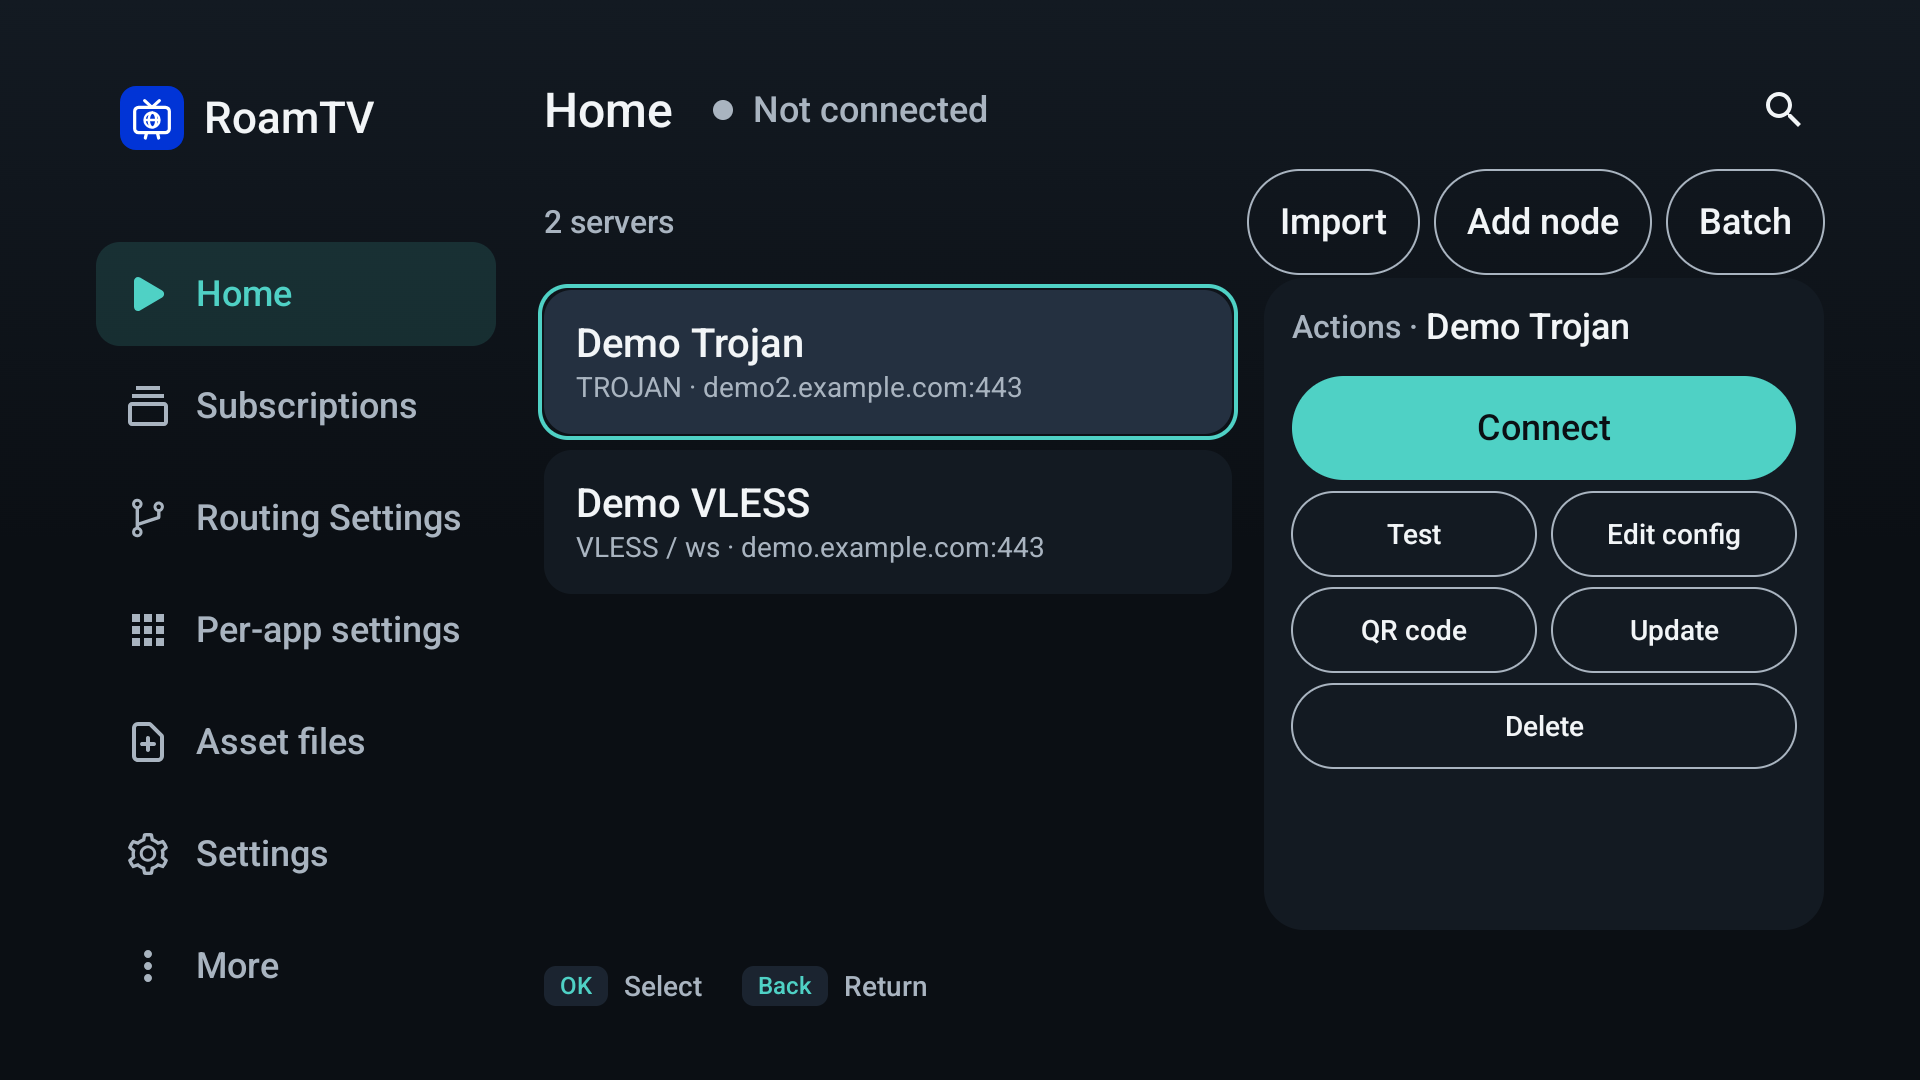 RoamTV
Home
Subscriptions
Routing Settings
Per-app settings
Asset files
Settings
More
Home
Not connected
2 servers
Import
Add node
Batch
Demo Trojan
TROJAN · demo2.example.com:443
Demo VLESS
VLESS / ws · demo.example.com:443
Actions · Demo Trojan
Connect
Test
Edit config
QR code
Update
Delete
OK Select Back Return